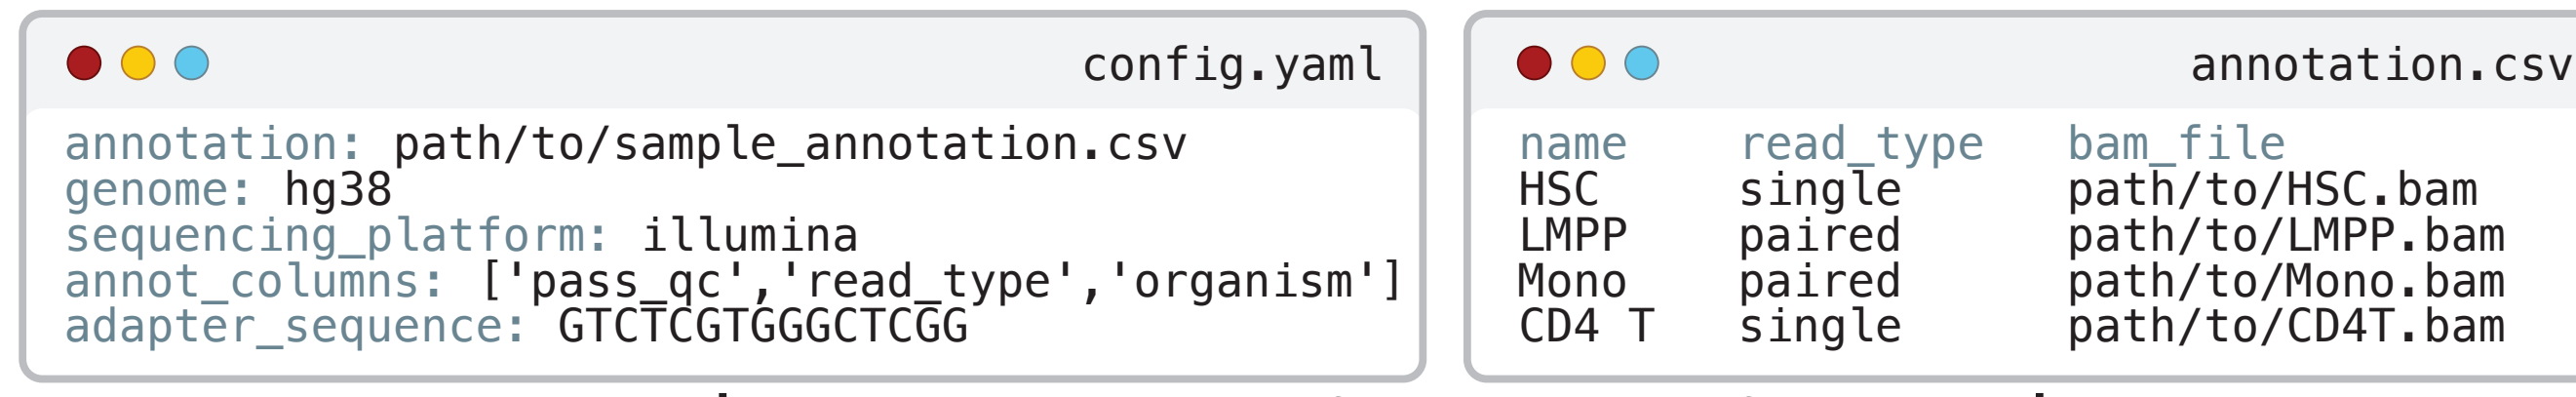 config.yaml
annotation: path/to/sample_annotation.csv
genome: hg38
sequencing_platform: illumina
annot_columns: ['pass_qc','read_type','organism']
adapter_sequence: GTCTCGTGGGCTCGG
annotation.csv
name read_type bam_file
HSC single path/to/HSC.bam
LMPP paired path/to/LMPP.bam
Mono paired path/to/Mono.bam
CD4 T single path/to/CD4T.bam